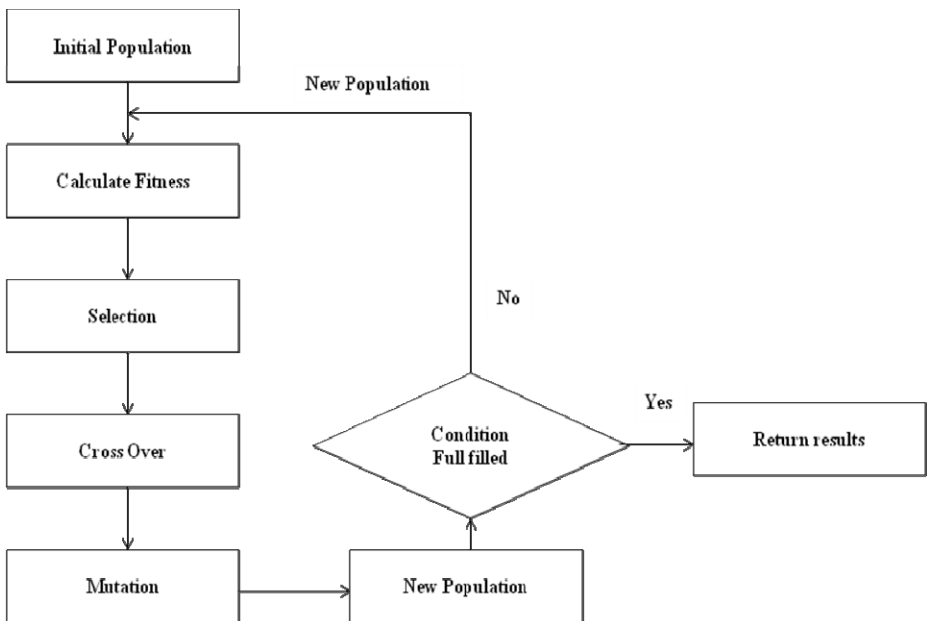 Initial Population
New Population
Calculate Fitness
Selection
No
Cross Over
Condition
Full filled
Yes
Return results
Mutation
New Population